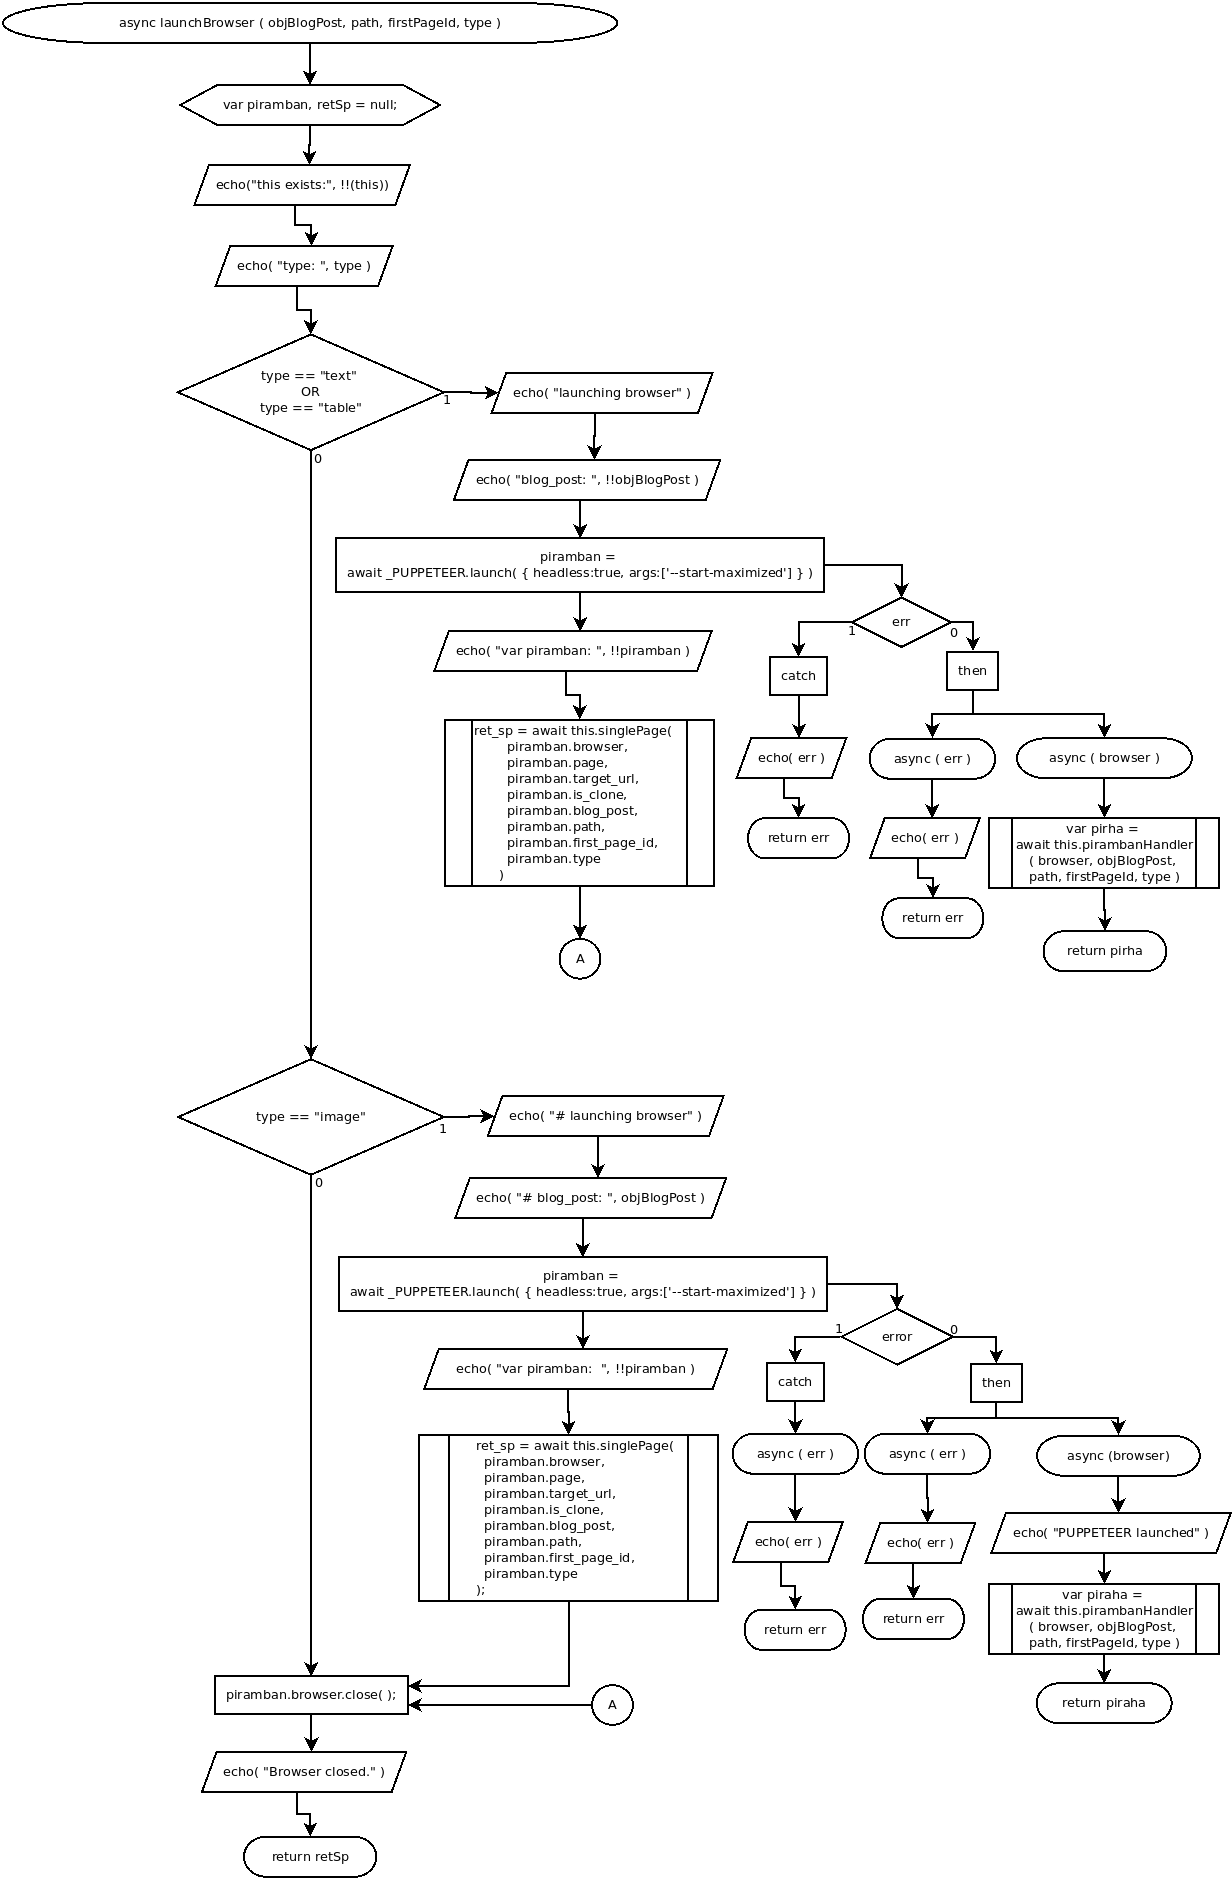 async launchBrowser ( objBlogPost, path, firstPageId, type )
var piramban, retSp = null;
echo("this exists:", !!(this))
echo( "type: ", type )
type == "text"
OR
type == "table"
1
0
echo( "launching browser" )
echo( "blog_post: ", !!objBlogPost )
piramban =
await _PUPPETEER.launch( { headless:true, args:['--start-maximized'] } )
echo( "var piramban: ", !!piramban )
ret_sp = await this.singlePage(
piramban.browser,
piramban.page,
piramban.target_url,
piramban.is_clone,
piramban.blog_post,
piramban.path,
piramban.first_page_id,
piramban.type
)
A
err
1
0
catch
echo( err )
return err
then
async ( err )
echo( err )
return err
async ( browser )
var pirha =
await this.pirambanHandler
( browser, objBlogPost,
path, firstPageId, type )
return pirha
type == "image"
1
0
echo( "# launching browser" )
echo( "# blog_post: ", objBlogPost )
piramban =
await _PUPPETEER.launch( { headless:true, args:['--start-maximized'] } )
echo( "var piramban:  ", !!piramban )
ret_sp = await this.singlePage(
piramban.browser,
piramban.page,
piramban.target_url,
piramban.is_clone,
piramban.blog_post,
piramban.path,
piramban.first_page_id,
piramban.type
);
error
1
0
catch
async ( err )
echo( err )
return err
then
async ( err )
echo( err )
return err
async (browser)
echo( "PUPPETEER launched" )
var piraha =
await this.pirambanHandler
( browser, objBlogPost,
path, firstPageId, type )
return piraha
piramban.browser.close( );
A
echo( "Browser closed." )
return retSp